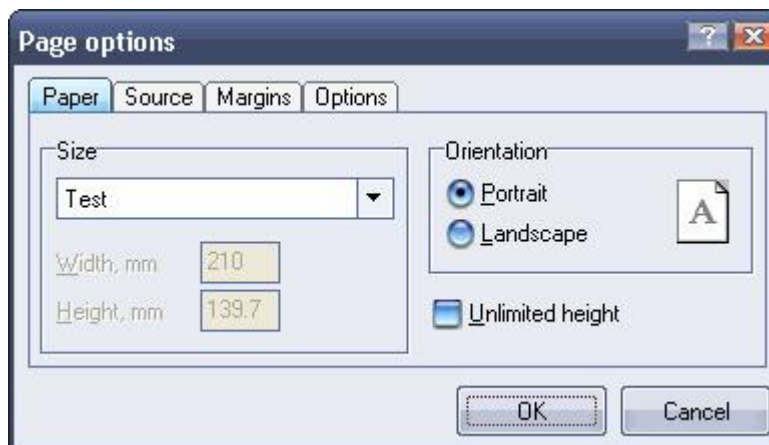 Page options
?
Paper Source Margins Options
Size
Test
Width, mm 210
Height, mm 139.7
Orientation
Portrait
Landscape
A
Unlimited height
OK Cancel